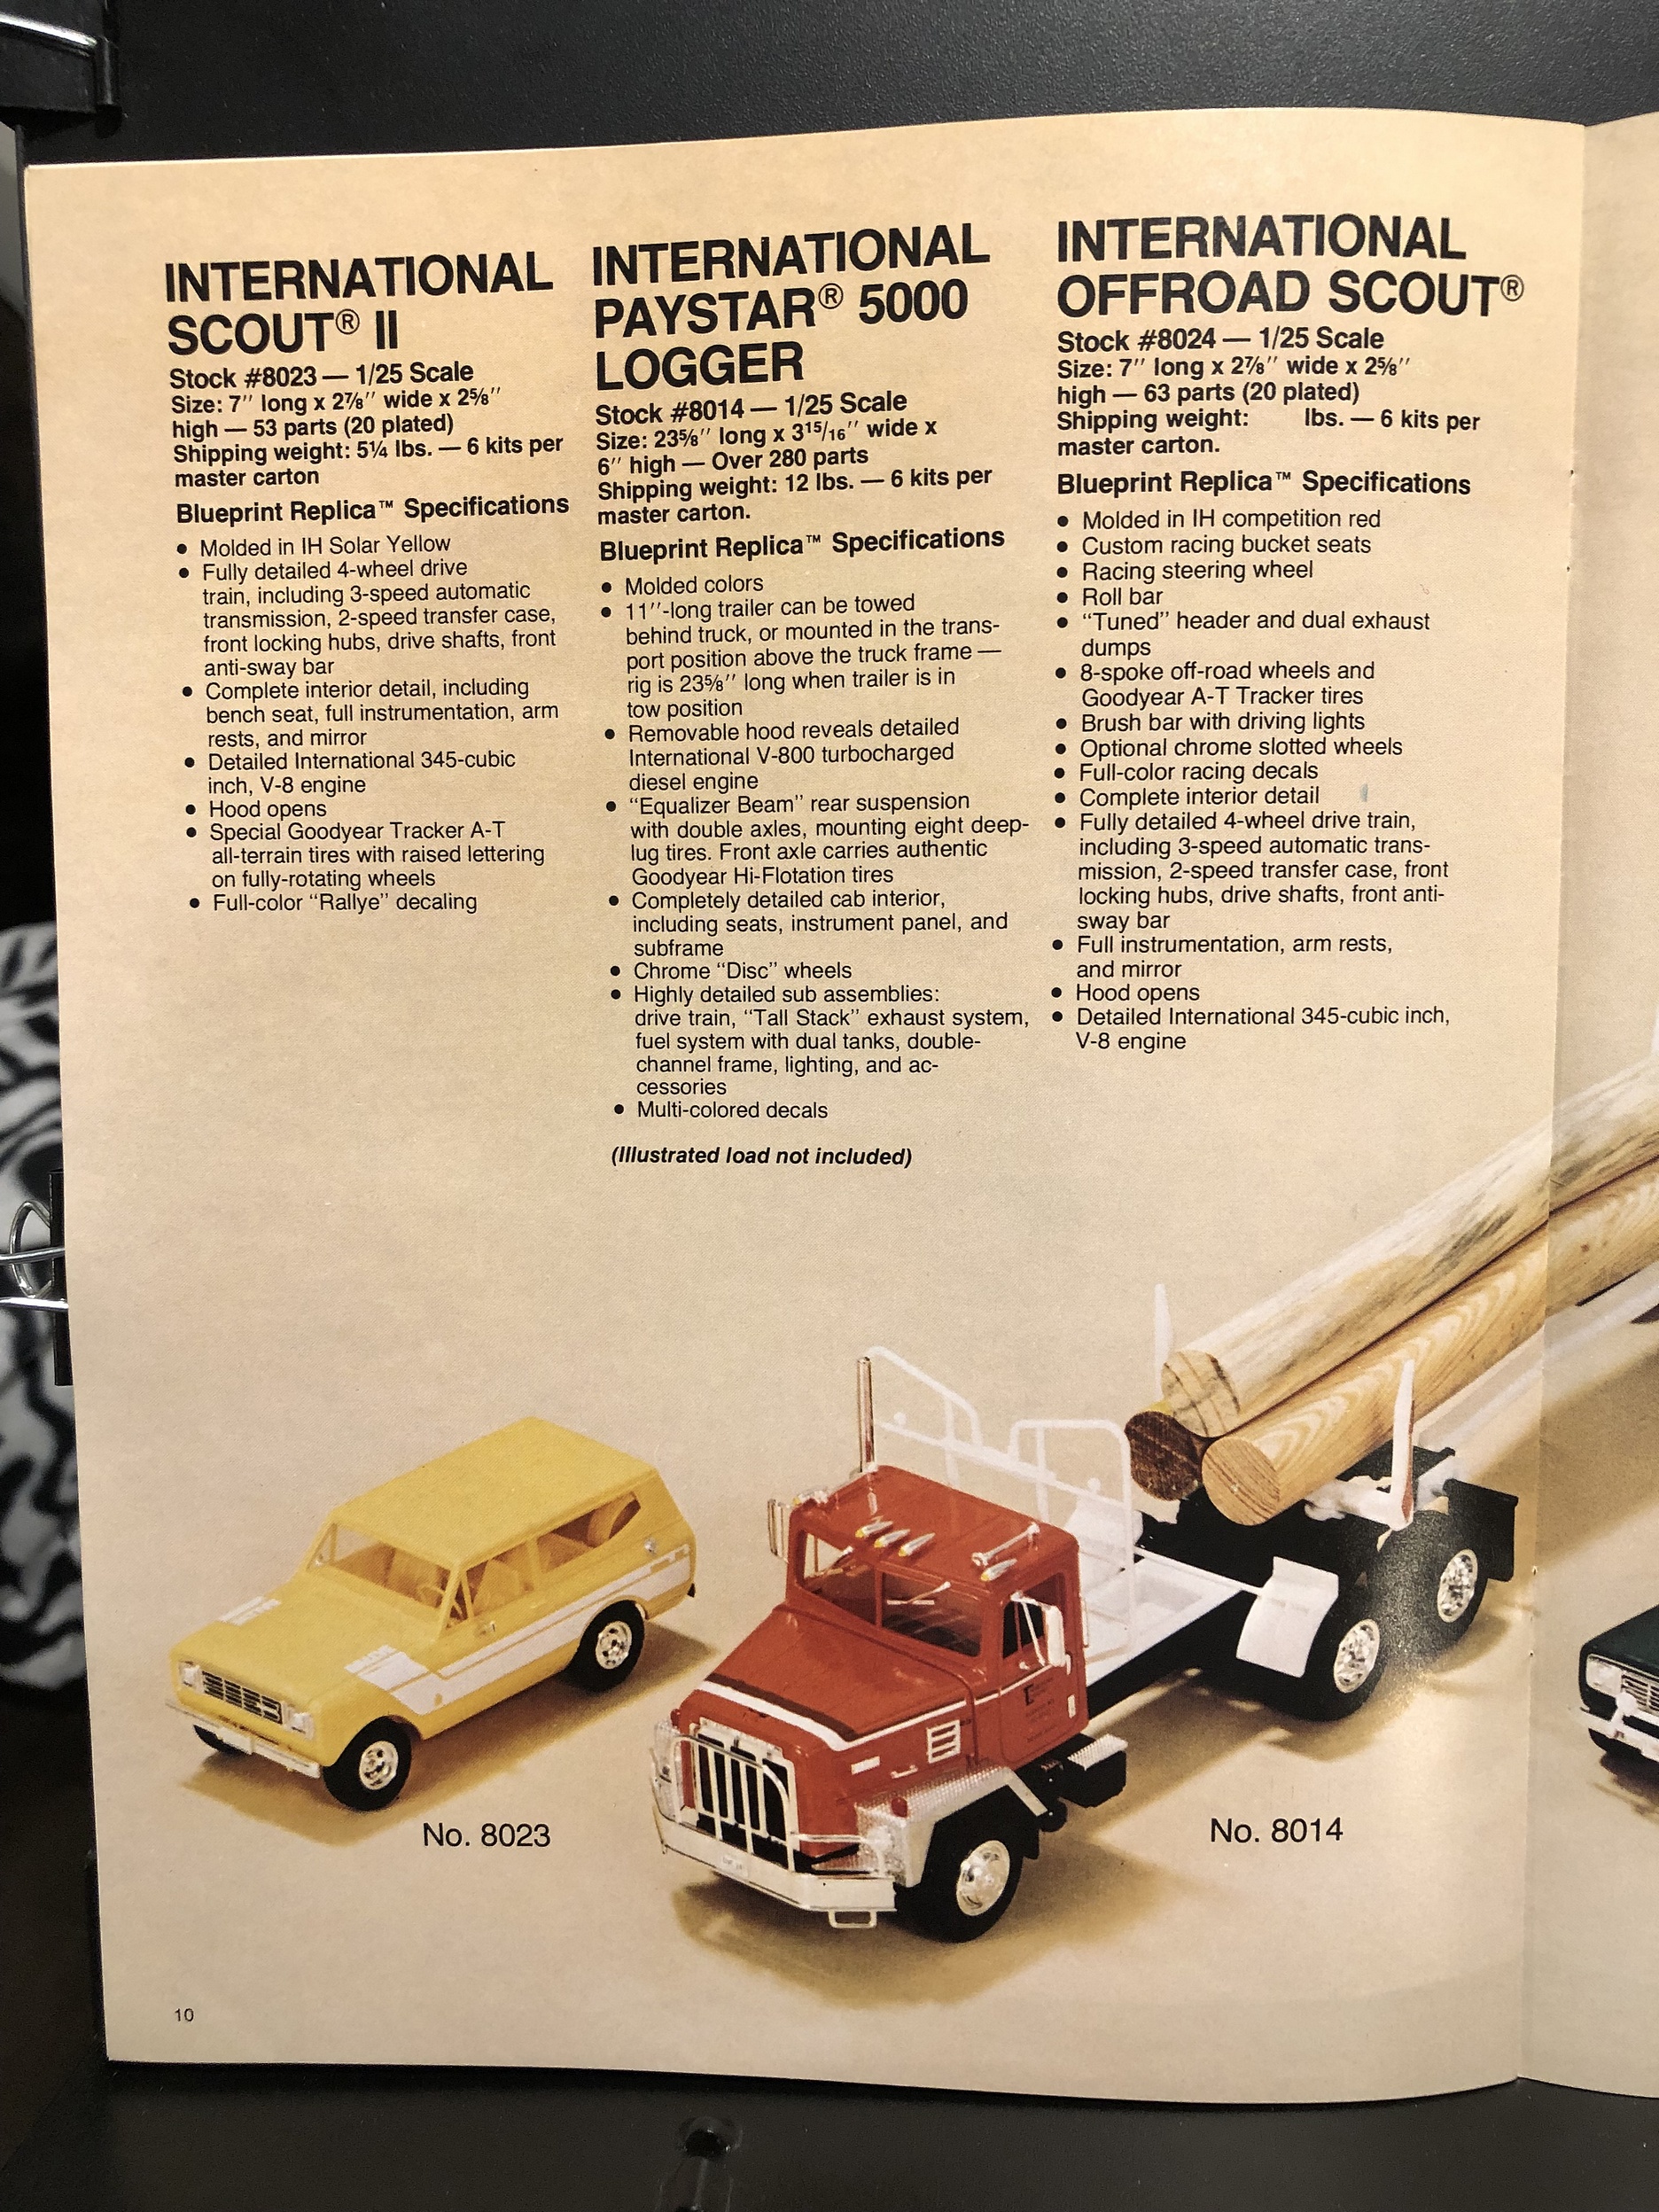 INTERNATIONAL
SCOUT® II
Stock #8023 — 1/25 Scale
Size: 7″ long x 2⅞″ wide x 2⅝″
high — 53 parts (20 plated)
Shipping weight: 5¼ lbs. — 6 kits per
master carton
Blueprint Replica™ Specifications
● Molded in IH Solar Yellow
● Fully detailed 4-wheel drive
train, including 3-speed automatic
transmission, 2-speed transfer case,
front locking hubs, drive shafts, front
anti-sway bar
● Complete interior detail, including
bench seat, full instrumentation, arm
rests, and mirror
● Detailed International 345-cubic
inch, V-8 engine
● Hood opens
● Special Goodyear Tracker A-T
all-terrain tires with raised lettering
on fully-rotating wheels
● Full-color “Rallye” decaling
INTERNATIONAL
PAYSTAR® 5000
LOGGER
Stock #8014 — 1/25 Scale
Size: 23⅝″ long x 3¹⁵/₁₆″ wide x
6″ high — Over 280 parts
Shipping weight: 12 lbs. — 6 kits per
master carton.
Blueprint Replica™ Specifications
● Molded colors
● 11″-long trailer can be towed
behind truck, or mounted in the trans-
port position above the truck frame —
rig is 23⅝″ long when trailer is in
tow position
● Removable hood reveals detailed
International V-800 turbocharged
diesel engine
● “Equalizer Beam” rear suspension
with double axles, mounting eight deep-
lug tires. Front axle carries authentic
Goodyear Hi-Flotation tires
● Completely detailed cab interior,
including seats, instrument panel, and
subframe
● Chrome “Disc” wheels
● Highly detailed sub assemblies:
drive train, “Tall Stack” exhaust system,
fuel system with dual tanks, double-
channel frame, lighting, and ac-
cessories
● Multi-colored decals
(Illustrated load not included)
INTERNATIONAL
OFFROAD SCOUT®
Stock #8024 — 1/25 Scale
Size: 7″ long x 2⅞″ wide x 2⅝″
high — 63 parts (20 plated)
Shipping weight: lbs. — 6 kits per
master carton.
Blueprint Replica™ Specifications
● Molded in IH competition red
● Custom racing bucket seats
● Racing steering wheel
● Roll bar
● “Tuned” header and dual exhaust
dumps
● 8-spoke off-road wheels and
Goodyear A-T Tracker tires
● Brush bar with driving lights
● Optional chrome slotted wheels
● Full-color racing decals
● Complete interior detail
● Fully detailed 4-wheel drive train,
including 3-speed automatic trans-
mission, 2-speed transfer case, front
locking hubs, drive shafts, front anti-
sway bar
● Full instrumentation, arm rests,
and mirror
● Hood opens
● Detailed International 345-cubic inch,
V-8 engine
No. 8023
No. 8014
10